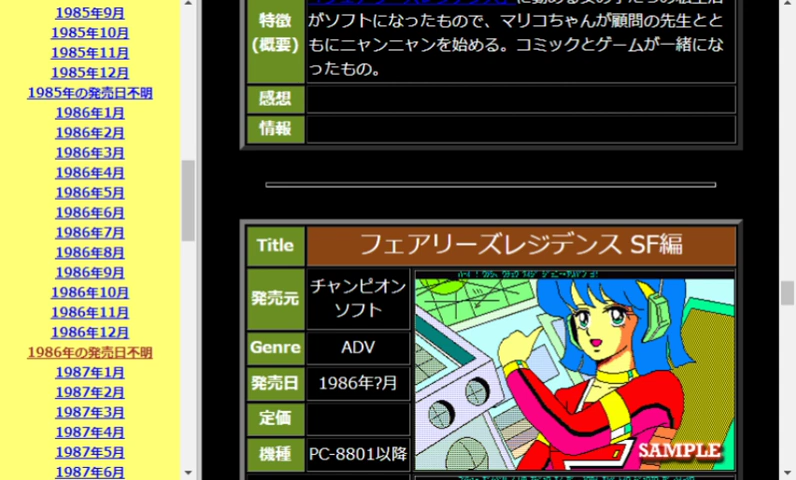 1985年9月
1985年10月
1985年11月
1985年12月
1985年の発売日不明
1986年1月
1986年2月
1986年3月
1986年4月
1986年5月
1986年6月
1986年7月
1986年8月
1986年9月
1986年10月
1986年11月
1986年12月
1986年の発売日不明
1987年1月
1987年2月
1987年3月
1987年4月
1987年5月
1987年6月
特徴
(概要)
がソフトになったもので、マリコちゃんが顧問の先生とと
もにニャンニャンを始める。コミックとゲームが一緒にな
ったもの。
感想
情報
Title
フェアリーズレジデンス SF編
発売元
チャンピオン
ソフト
Genre
ADV
発売日
1986年?月
定価
機種
PC-8801以降
SAMPLE